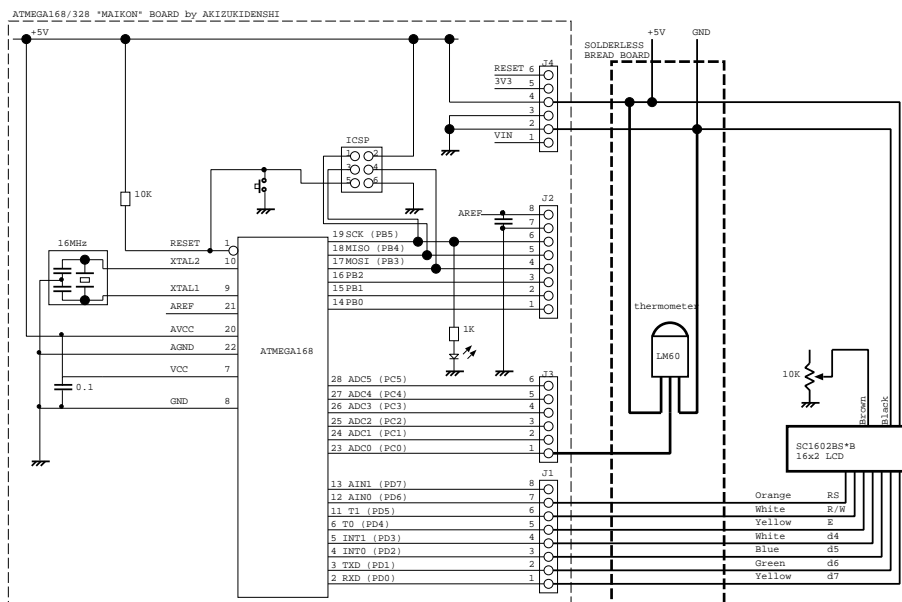 ATMEGA168/328 "MAIKON" BOARD by AKIZUKIDENSHI
+5V
+5V
GND
SOLDERLESS
BREAD BOARD
J4
RESET 6
3V3 5
4
3
2
VIN 1
ICSP
1 2
3 4
5 6
10K
J2
AREF
8
7
19 SCK (PB5) 6
18 MISO (PB4) 5
17 MOSI (PB3) 4
16 PB2 3
15 PB1 2
14 PB0 1
16MHz
RESET 1
XTAL2 10
XTAL1 9
AREF 21
AVCC 20
AGND 22
VCC 7
0.1
GND 8
ATMEGA168
1K
thermometer
LM60
10K
Brown
Black
SC1602BS*B
16x2 LCD
J3
28 ADC5 (PC5) 6
27 ADC4 (PC4) 5
26 ADC3 (PC3) 4
25 ADC2 (PC2) 3
24 ADC1 (PC1) 2
23 ADC0 (PC0) 1
J1
13 AIN1 (PD7) 8
12 AIN0 (PD6) 7
11 T1 (PD5) 6
6 T0 (PD4) 5
5 INT1 (PD3) 4
4 INT0 (PD2) 3
3 TXD (PD1) 2
2 RXD (PD0) 1
Orange RS
White R/W
Yellow E
White d4
Blue d5
Green d6
Yellow d7